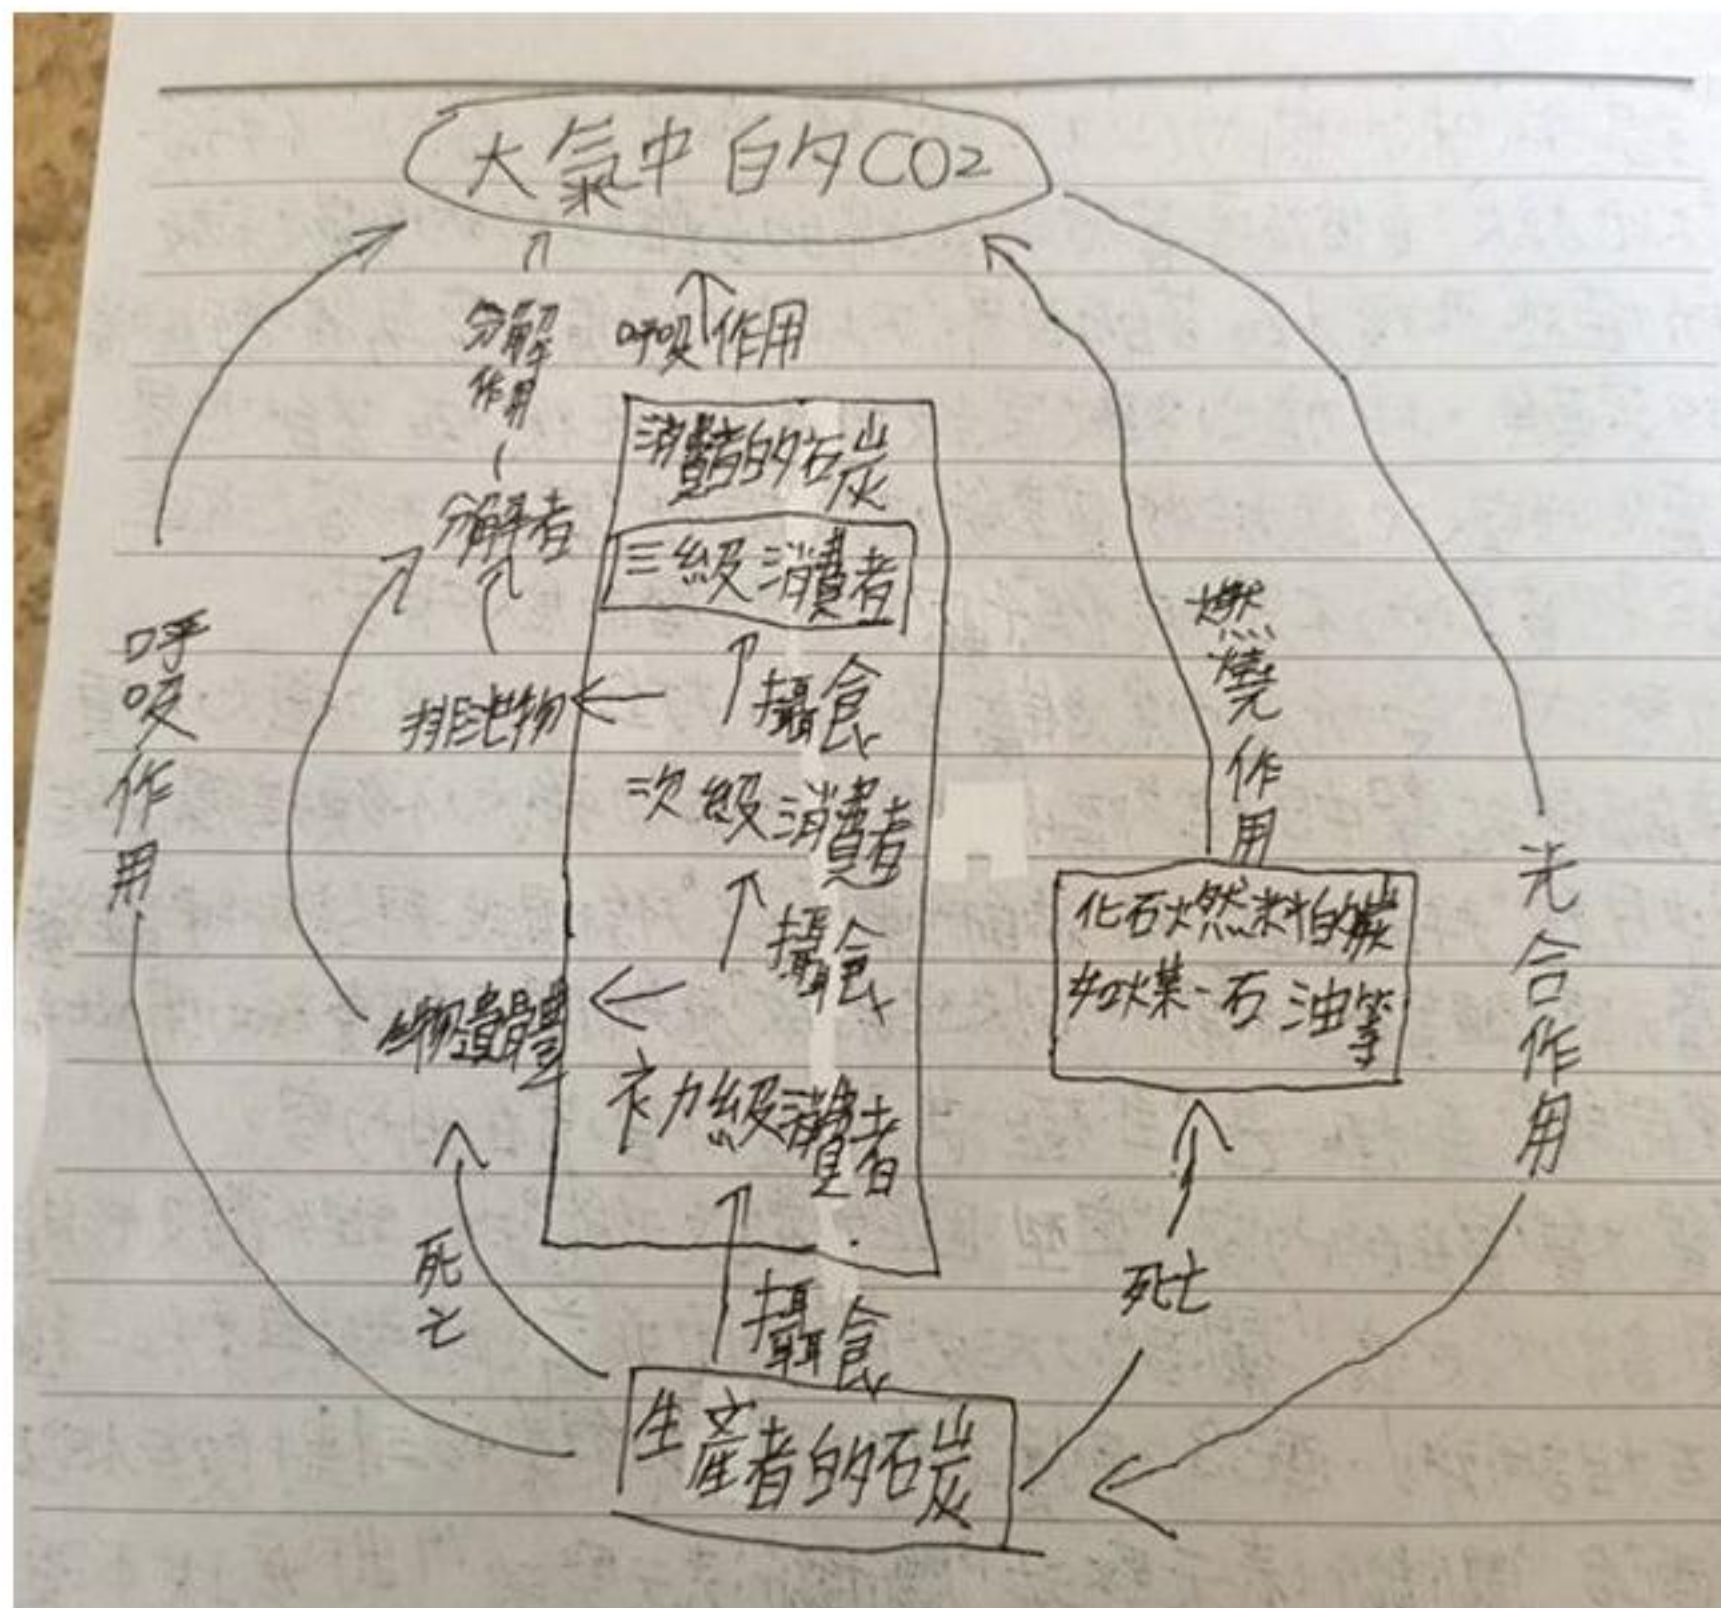 大氣中的CO2
分解作用
呼吸作用
消費者的碳
分解者
三級消費者
呼吸作用
燃燒作用
排泄物
攝食
次級消費者
光合作用
化石燃料的碳
如煤、石油等
攝食
生物遺體
初級消費者
死亡
死亡
攝食
生產者的碳